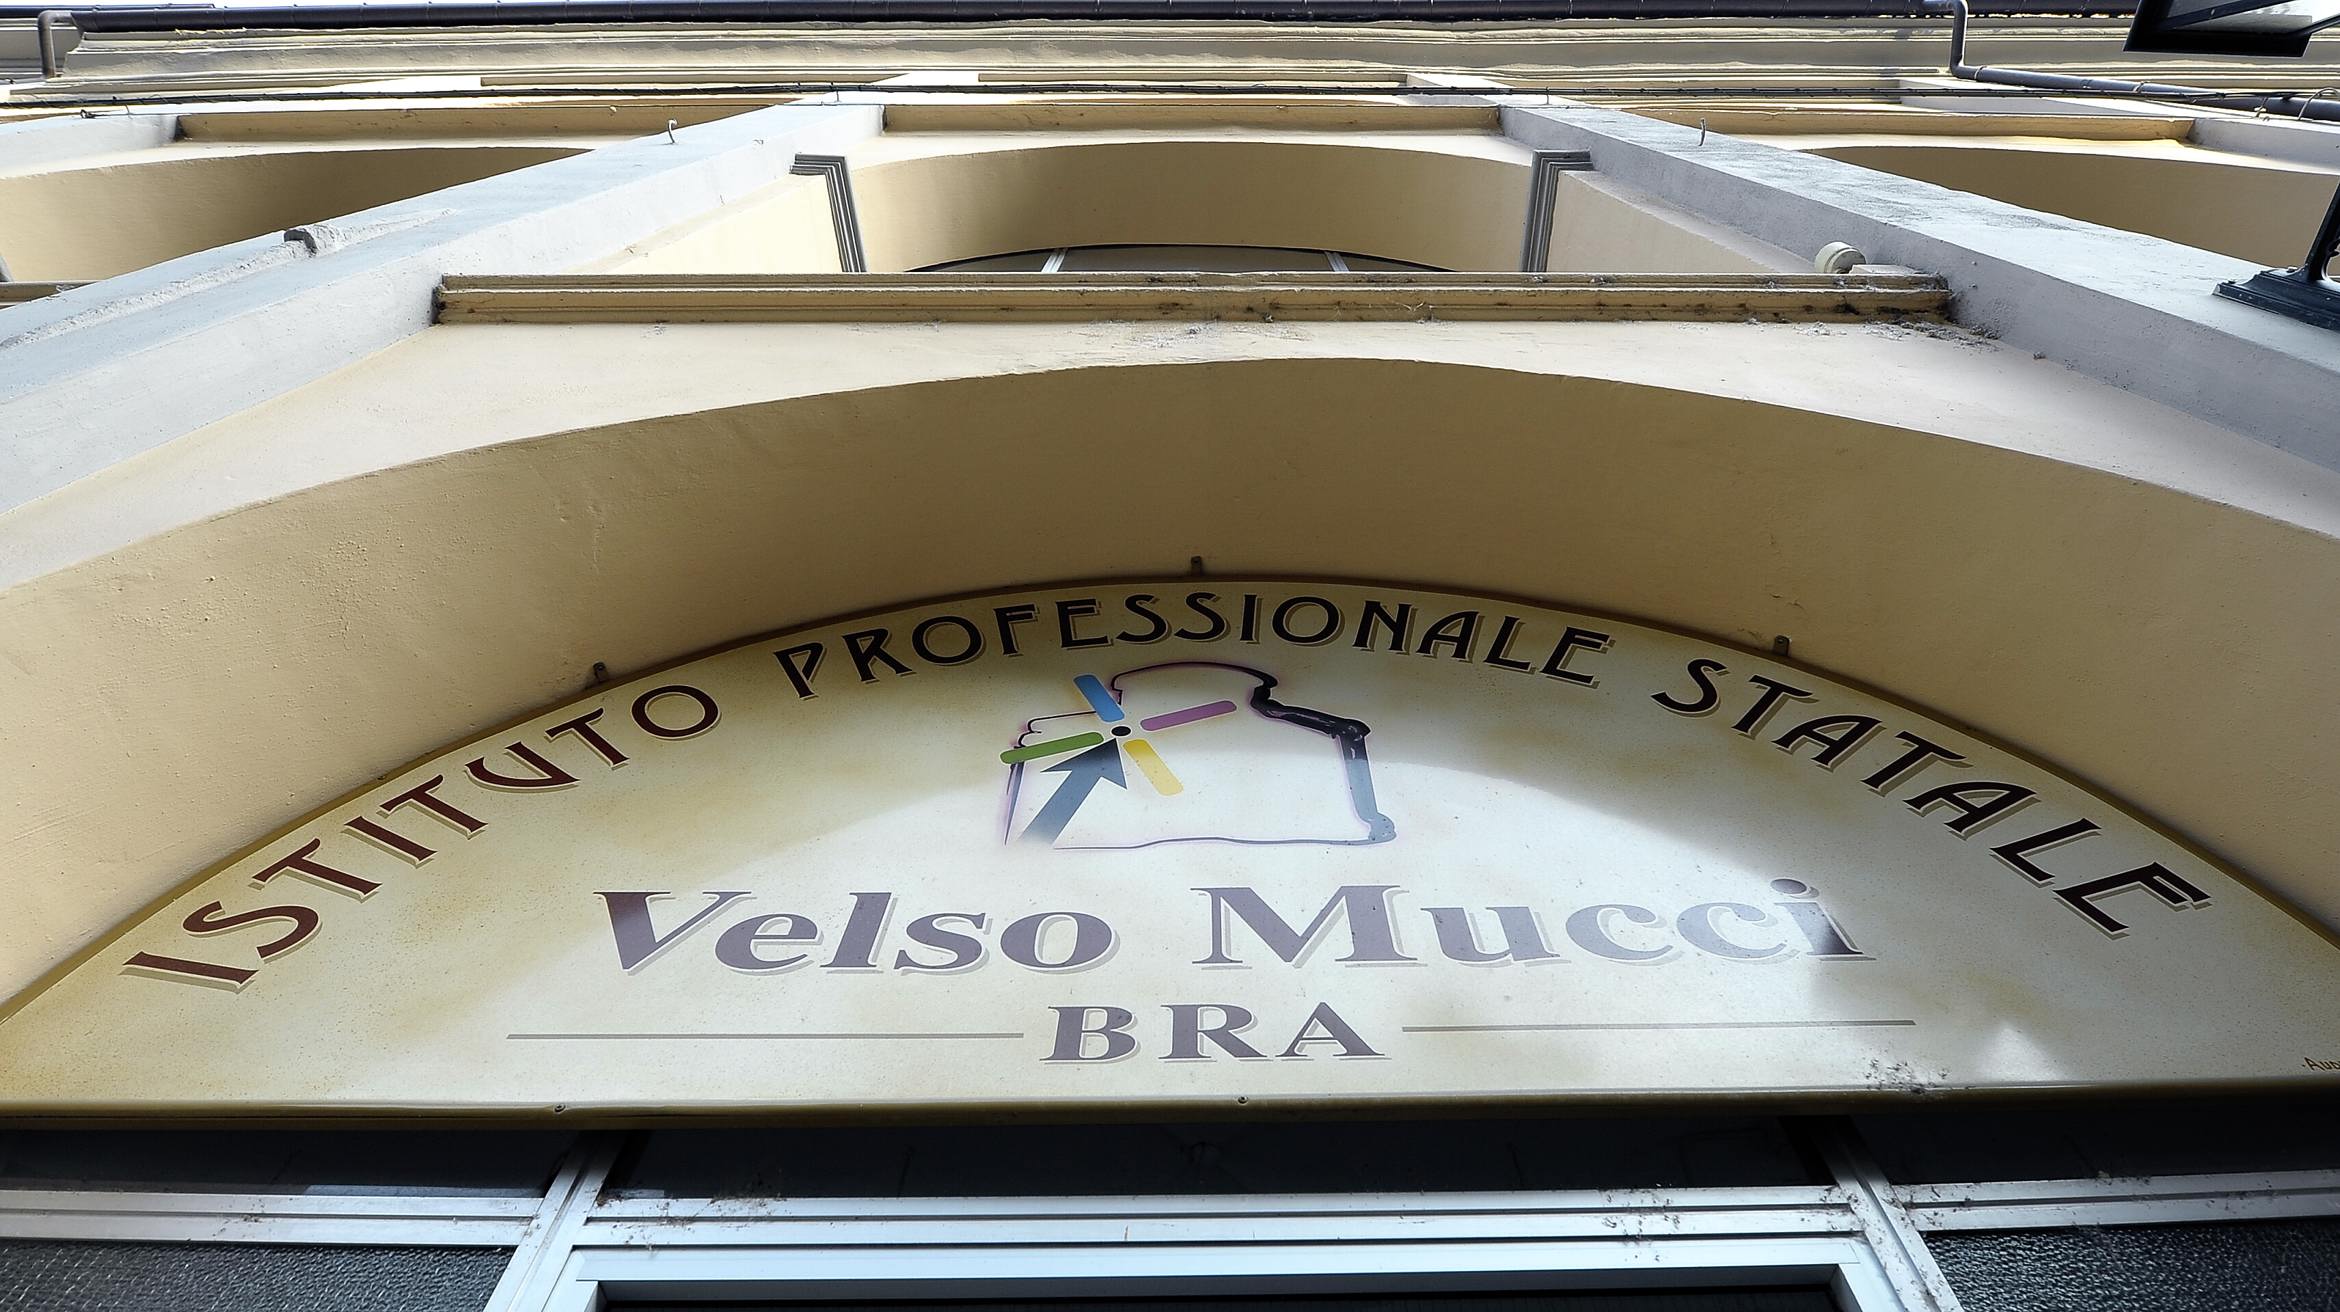 ISTITUTO PROFESSIONALE STATALE
Velso Mucci
BRA